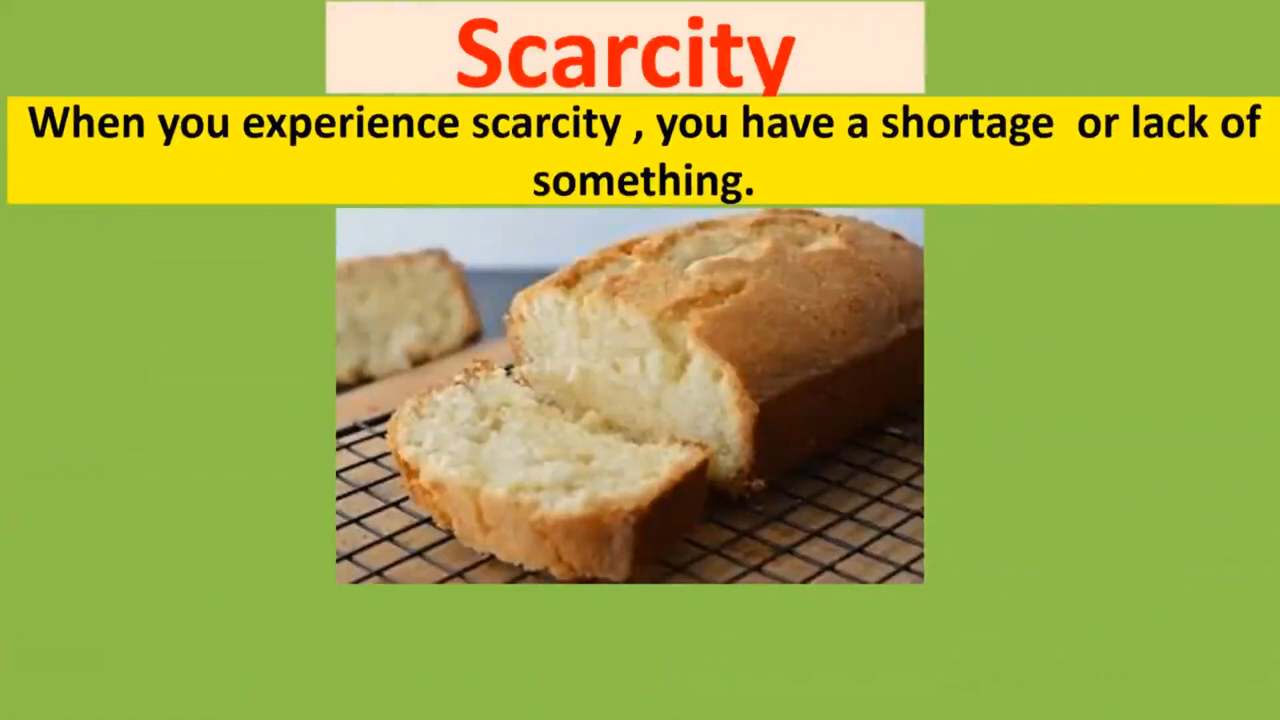 Scarcity
When you experience scarcity , you have a shortage  or lack of
something.